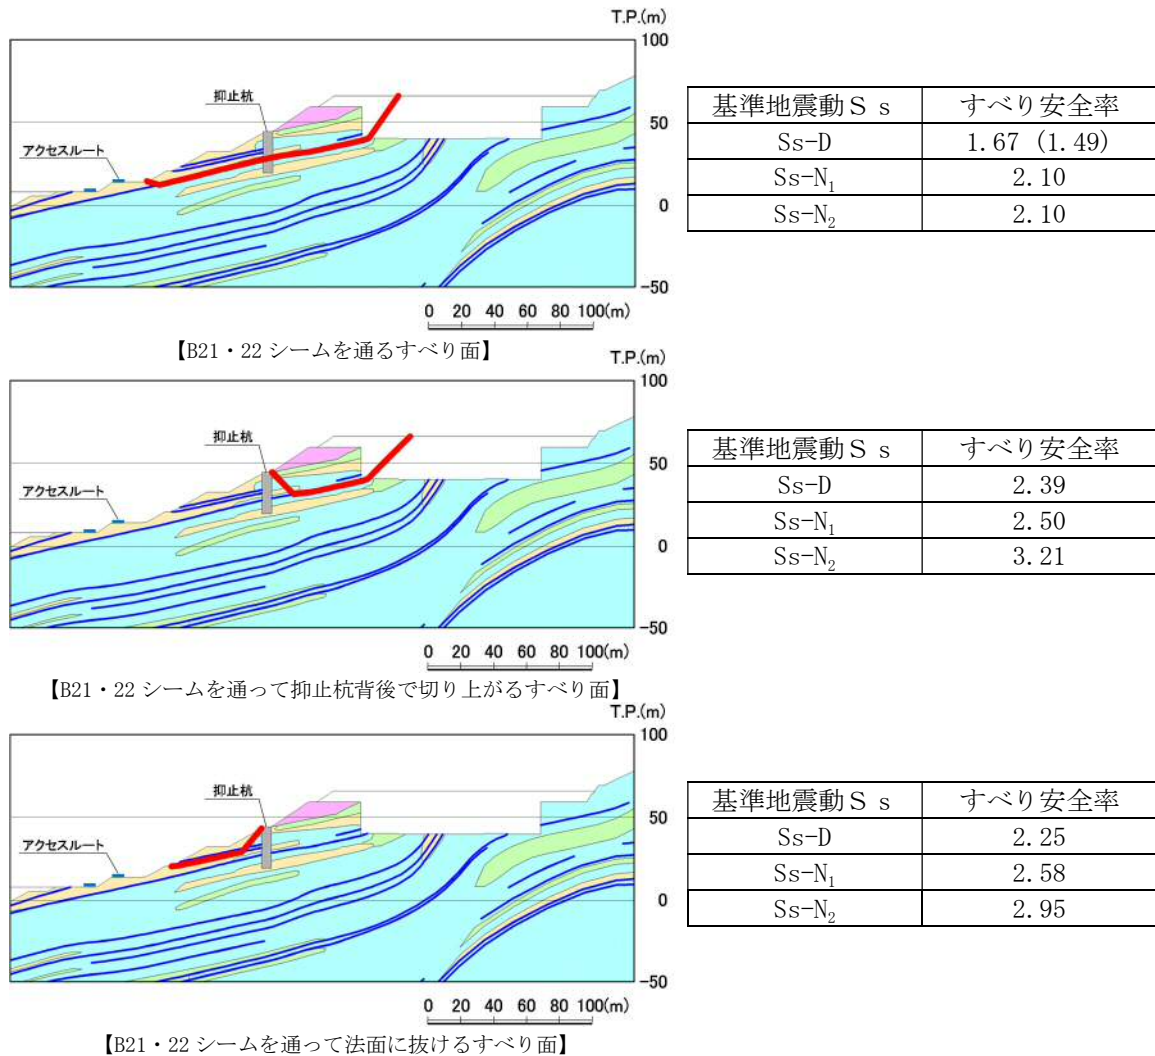 T.P.(m)
100
50
0
-50
抑止杭
アクセスルート
0 20 40 60 80 100(m)
【B21・22 シームを通るすべり面】
基準地震動Ｓｓ すべり安全率
Ss-D 1.67 (1.49)
Ss-N₁ 2.10
Ss-N₂ 2.10
T.P.(m)
100
50
0
-50
抑止杭
アクセスルート
0 20 40 60 80 100(m)
【B21・22 シームを通って抑止杭背後で切り上がるすべり面】
基準地震動Ｓｓ すべり安全率
Ss-D 2.39
Ss-N₁ 2.50
Ss-N₂ 3.21
T.P.(m)
100
50
0
-50
抑止杭
アクセスルート
0 20 40 60 80 100(m)
【B21・22 シームを通って法面に抜けるすべり面】
基準地震動Ｓｓ すべり安全率
Ss-D 2.25
Ss-N₁ 2.58
Ss-N₂ 2.95